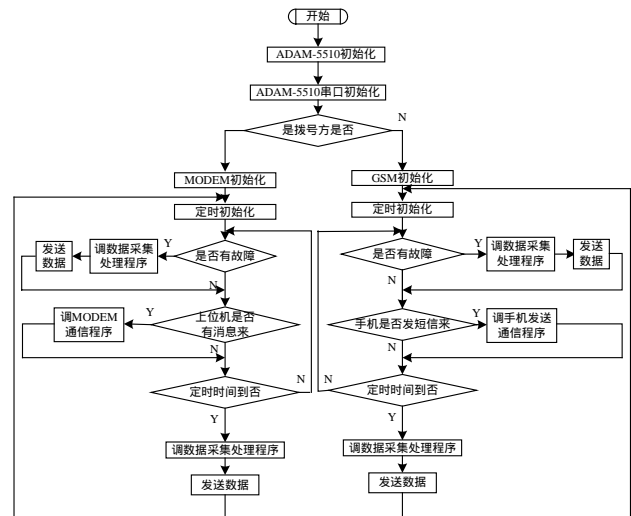 开始
ADAM-5510初始化
ADAM-5510串口初始化
是拨号方是否
N
MODEM初始化
GSM初始化
定时初始化
定时初始化
发送
数据
调数据采集
处理程序
Y
是否有故障
N
是否有故障
Y
调数据采集
处理程序
发送
数据
N
调MODEM
通信程序
Y
上位机是否
有消息来
N
手机是否发短信来
Y
调手机发送
通信程序
N
定时时间到否
N
Y
N
定时时间到否
Y
调数据采集处理程序
调数据采集处理程序
发送数据
发送数据